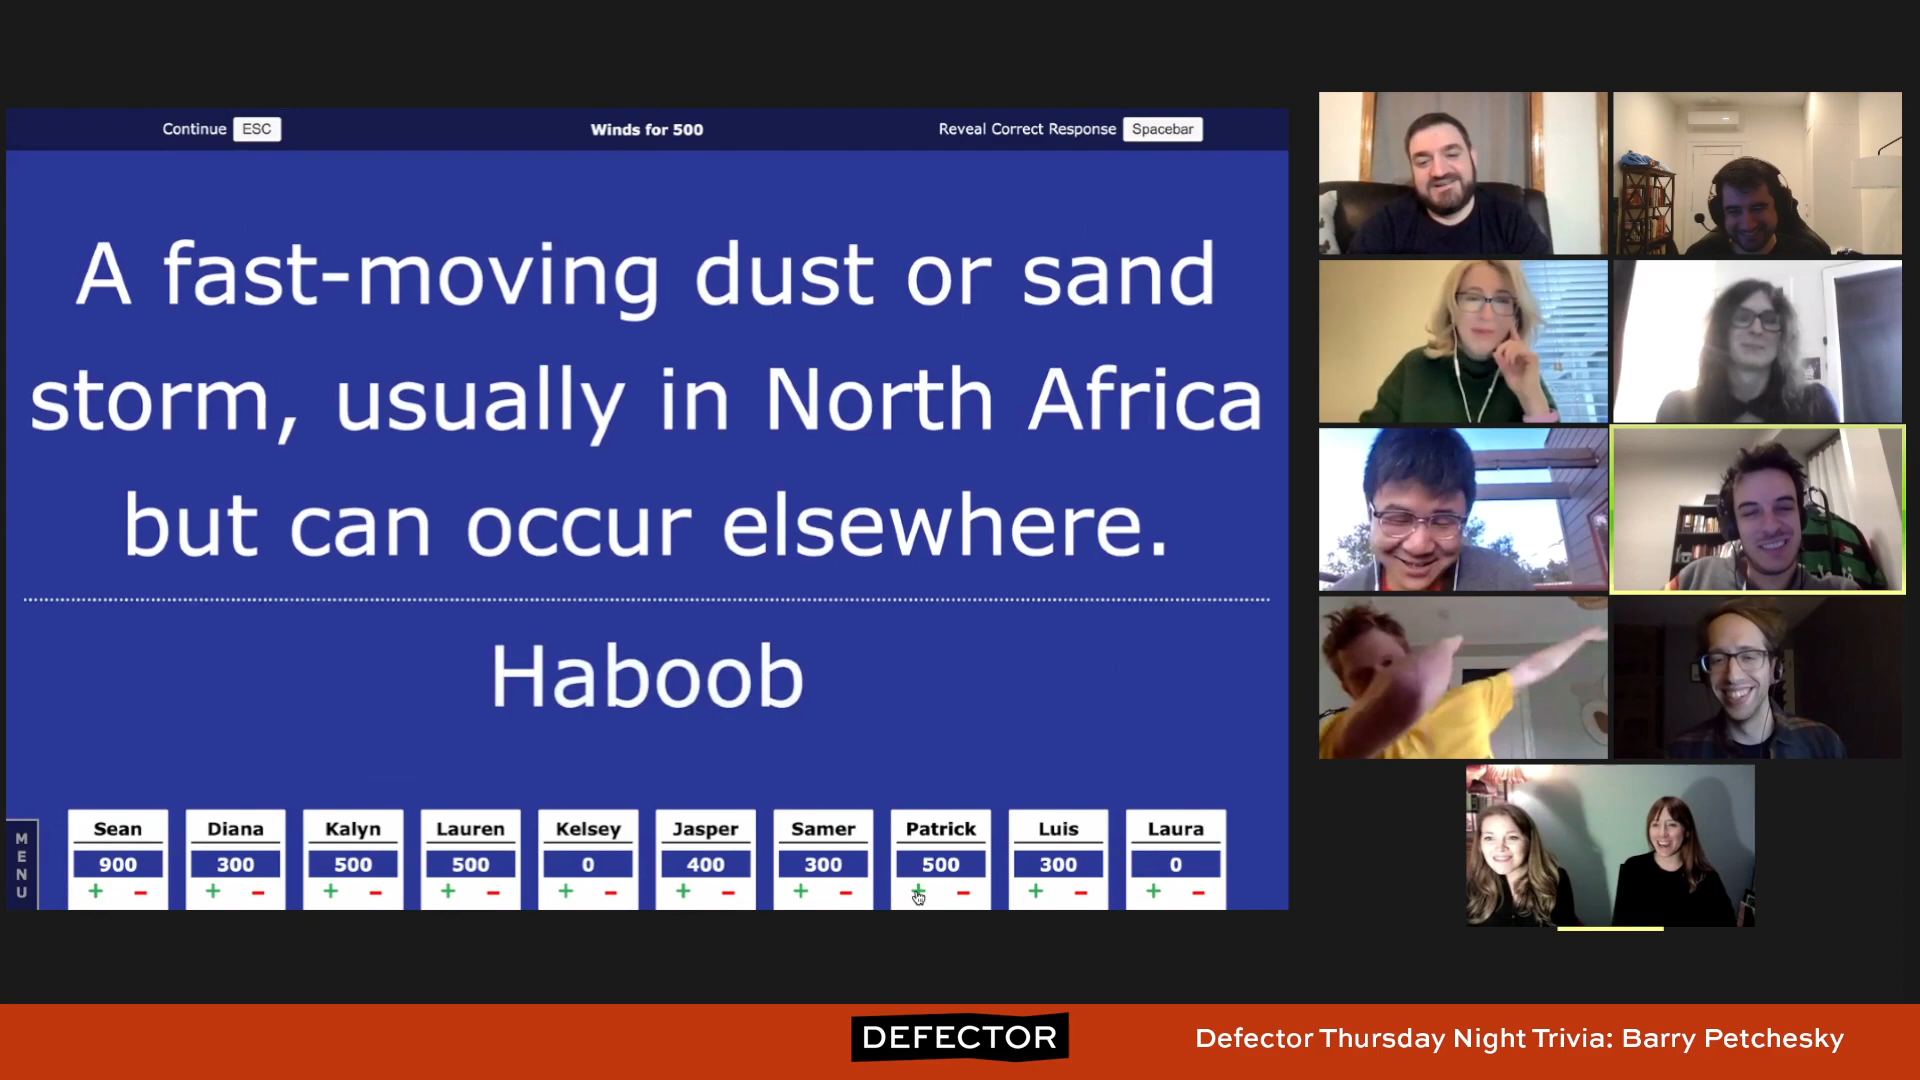 Continue ESC
Winds for 500
Reveal Correct Response Spacebar
A fast-moving dust or sand
storm, usually in North Africa
but can occur elsewhere.
Haboob
MENU
Sean Diana Kalyn Lauren Kelsey Jasper Samer Patrick Luis Laura
900 300 500 500 0 400 300 500 300 0
+ - + - + - + - + - + - + - + - + - + -
DEFECTOR
Defector Thursday Night Trivia: Barry Petchesky